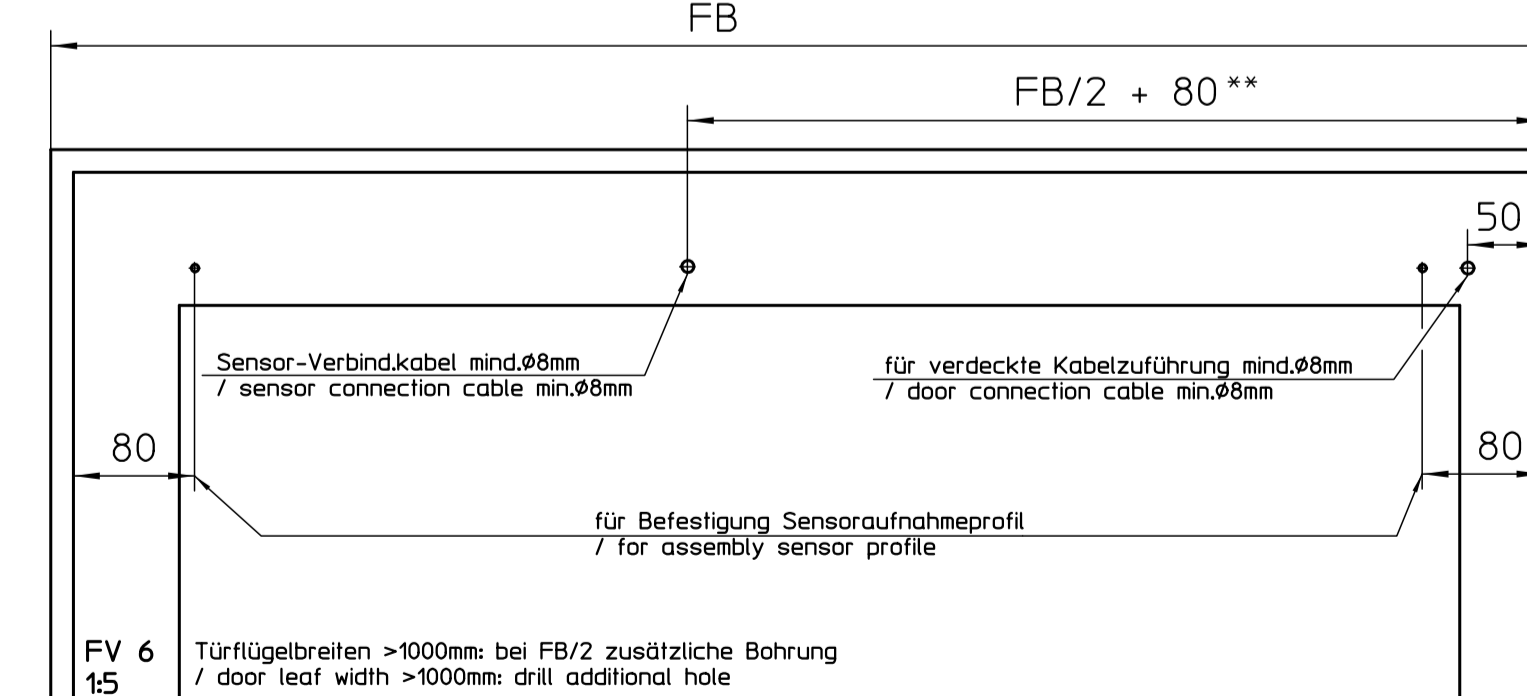 FB
FB/2 + 80**
50
Sensor-Verbind.kabel mind.Ø8mm
/ sensor connection cable min.Ø8mm
für verdeckte Kabelzuführung mind.Ø8mm
/ door connection cable min.Ø8mm
80
80
für Befestigung Sensoraufnahmeprofil
/ for assembly sensor profile
FV 6
1:5
Türflügelbreiten >1000mm: bei FB/2 zusätzliche Bohrung
/ door leaf width >1000mm: drill additional hole